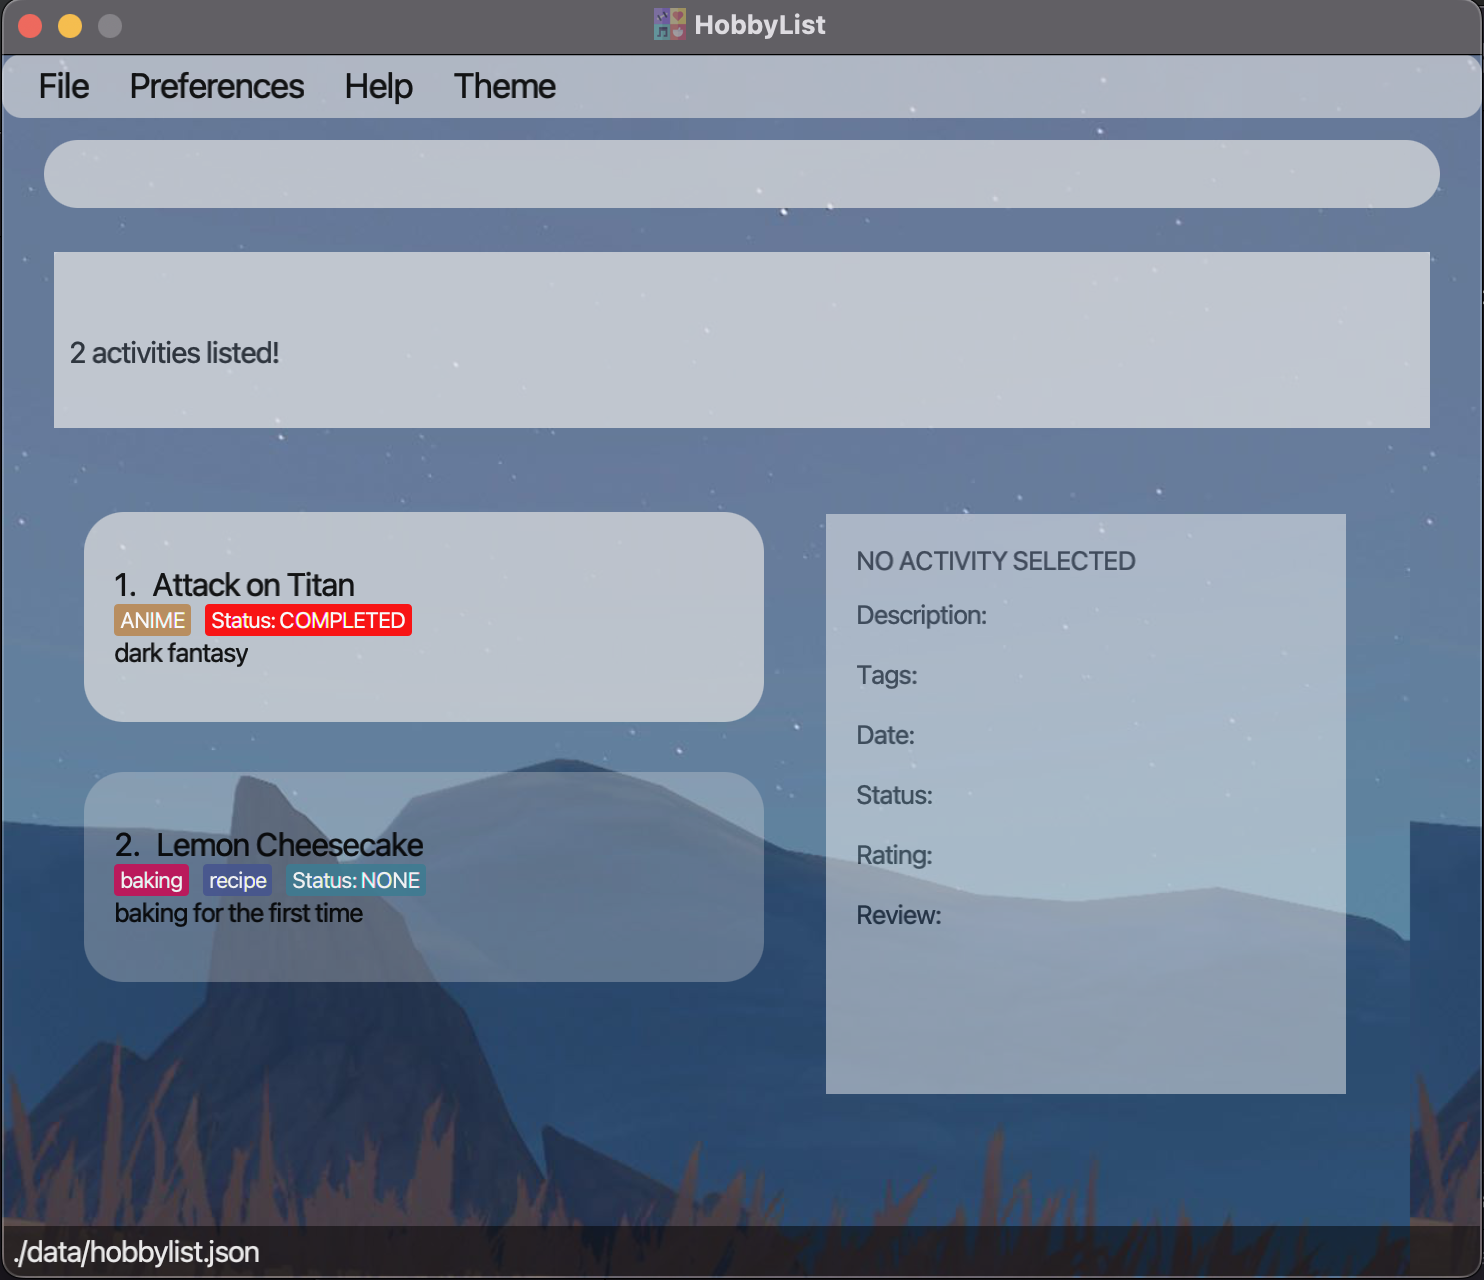 HobbyList
File Preferences Help Theme
2 activities listed!
1. Attack on Titan
ANIME Status: COMPLETED
dark fantasy
2. Lemon Cheesecake
baking recipe Status: NONE
baking for the first time
NO ACTIVITY SELECTED
Description:
Tags:
Date:
Status:
Rating:
Review:
./data/hobbylist.json